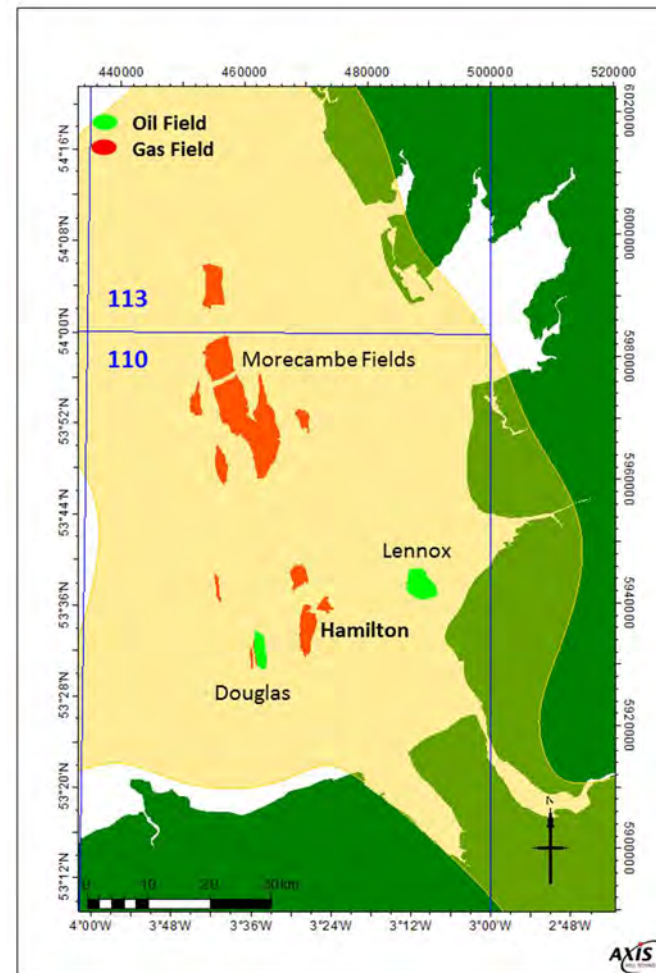 440000 460000 480000 500000 520000
Oil Field
Gas Field
54°16'N
54°08'N
54°00'N
53°52'N
53°44'N
53°36'N
53°28'N
53°20'N
53°12'N
113
110
Morecambe Fields
Lennox
Hamilton
Douglas
6020000
6000000
5980000
5960000
5940000
5920000
5900000
N
0 10 20 30km
4°00'W 3°48'W 3°36'W 3°24'W 3°12'W 3°00'W 2°48'W
AXIS